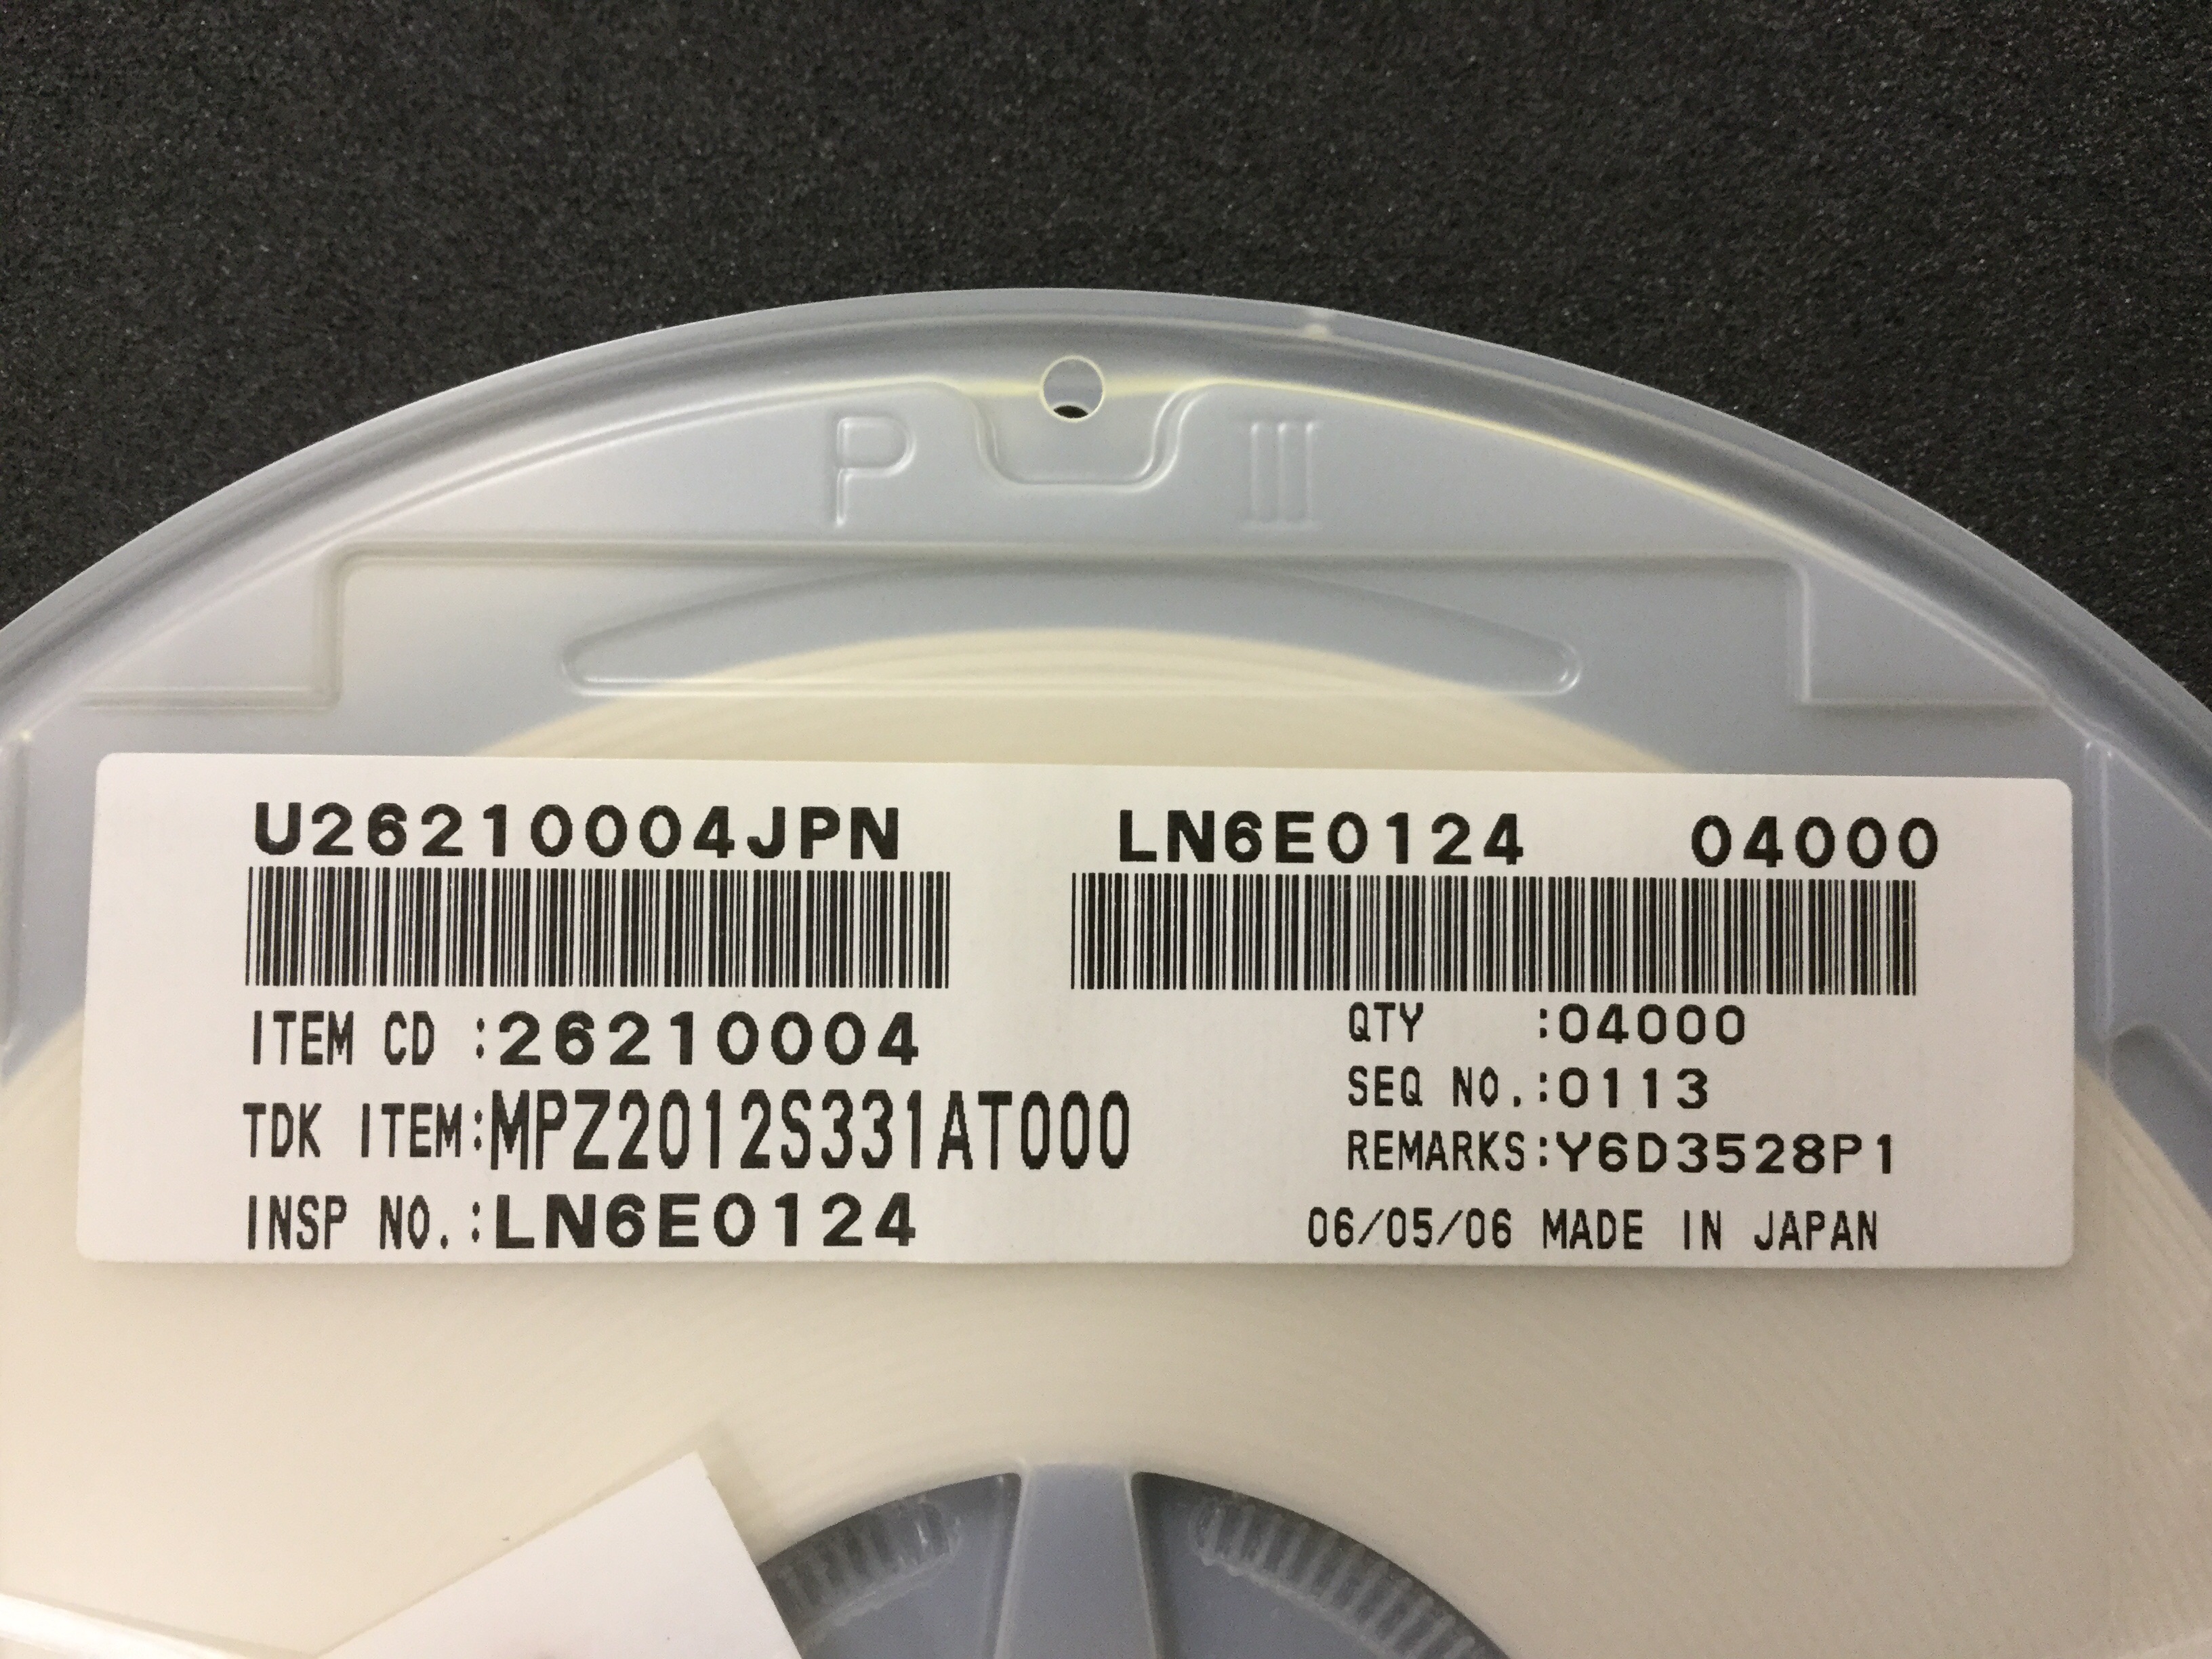 P III
U26210004JPN
LN6E0124 04000
ITEM CD :26210004
TDK ITEM:MPZ2012S331AT000
INSP NO.:LN6E0124
QTY :04000
SEQ NO.:0113
REMARKS:Y6D3528P1
06/05/06 MADE IN JAPAN